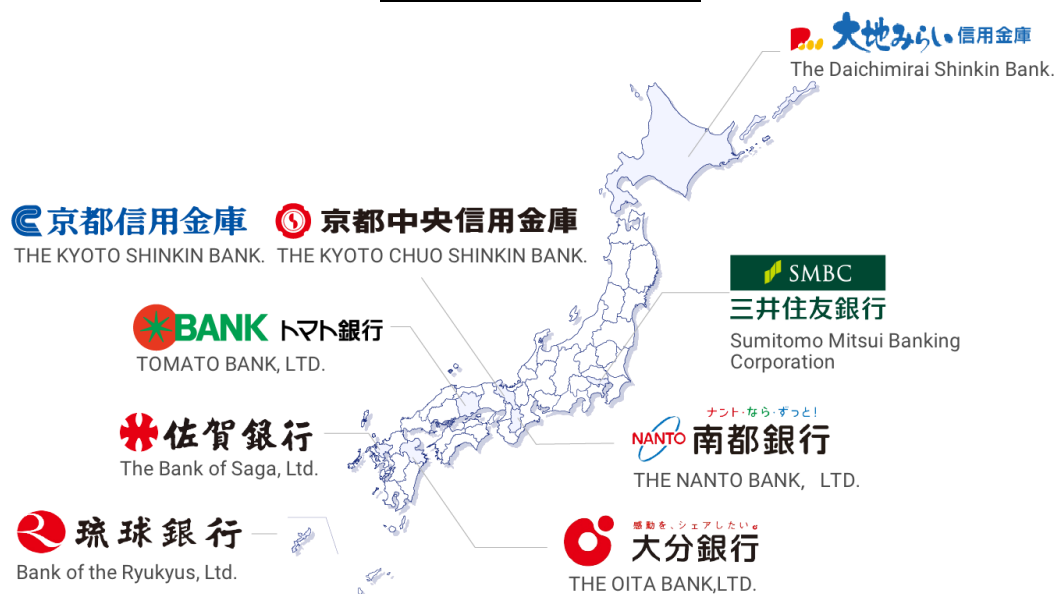 大地みらい信用金庫
The Daichimirai Shinkin Bank.
京都信用金庫
THE KYOTO SHINKIN BANK.
京都中央信用金庫
THE KYOTO CHUO SHINKIN BANK.
SMBC
三井住友銀行
Sumitomo Mitsui Banking
Corporation
BANK トマト銀行
TOMATO BANK, LTD.
佐賀銀行
The Bank of Saga, Ltd.
ナント・なら・ずっと!
NANTO 南都銀行
THE NANTO BANK, LTD.
琉球銀行
Bank of the Ryukyus, Ltd.
感動を、シェアしたい。
大分銀行
THE OITA BANK,LTD.